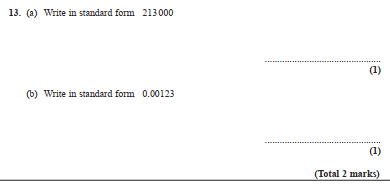 13. (a) Write in standard form 213 000
(1)
(b) Write in standard form 0.00123
(1)
(Total 2 marks)